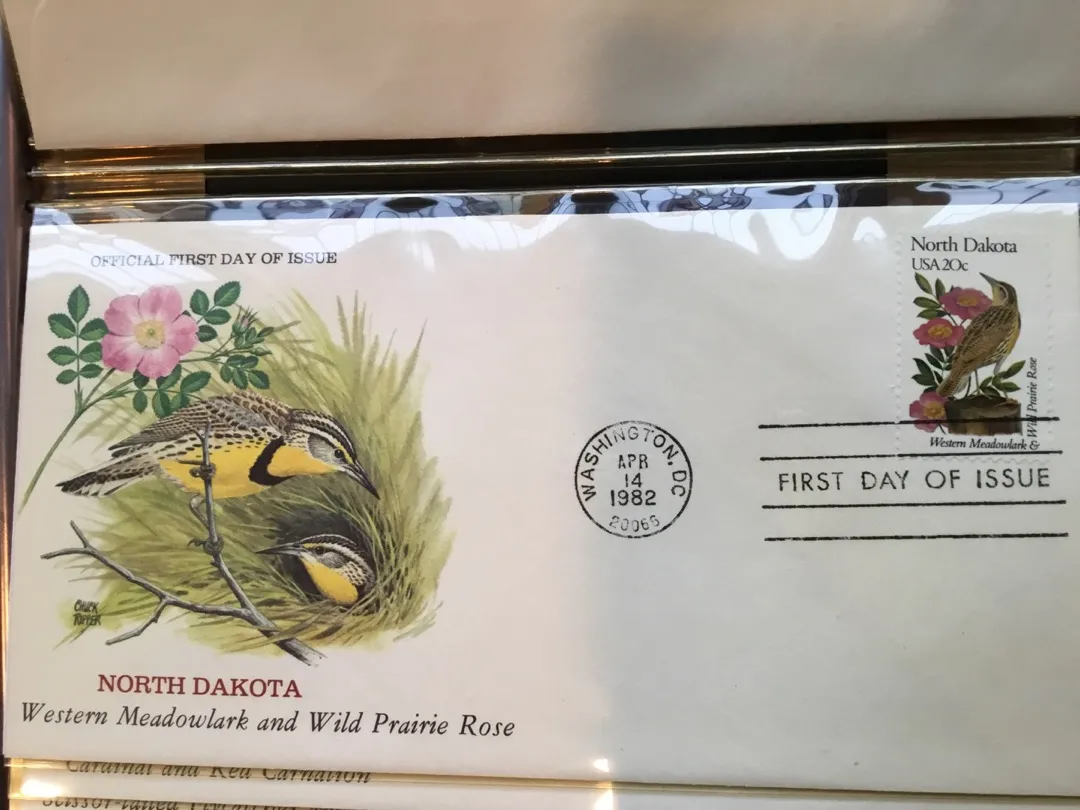 OFFICIAL FIRST DAY OF ISSUE
North Dakota
USA 20c
Western Meadowlark &
Wild Prairie Rose
WASHINGTON, DC
APR
14
1982
20066
FIRST DAY OF ISSUE
CHUCK
RIPPER
NORTH DAKOTA
Western Meadowlark and Wild Prairie Rose
Cardinal and Red Carnation
Scissor-tailed